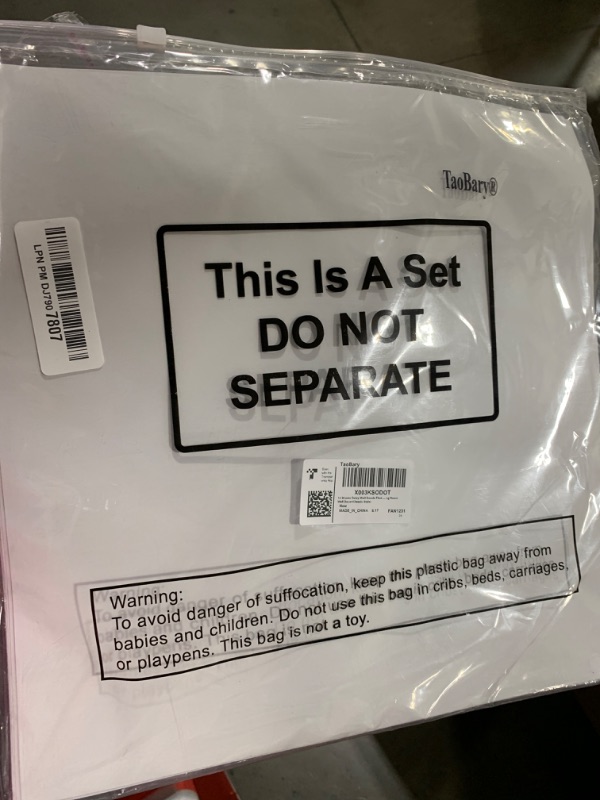 TaoBary®
This Is A Set
DO NOT
SEPARATE
LPN PM DJ790 7807
TaoBary
X003KBODOT
New
Warning:
To avoid danger of suffocation, keep this plastic bag away from
babies and children. Do not use this bag in cribs, beds, carriages,
or playpens. This bag is not a toy.